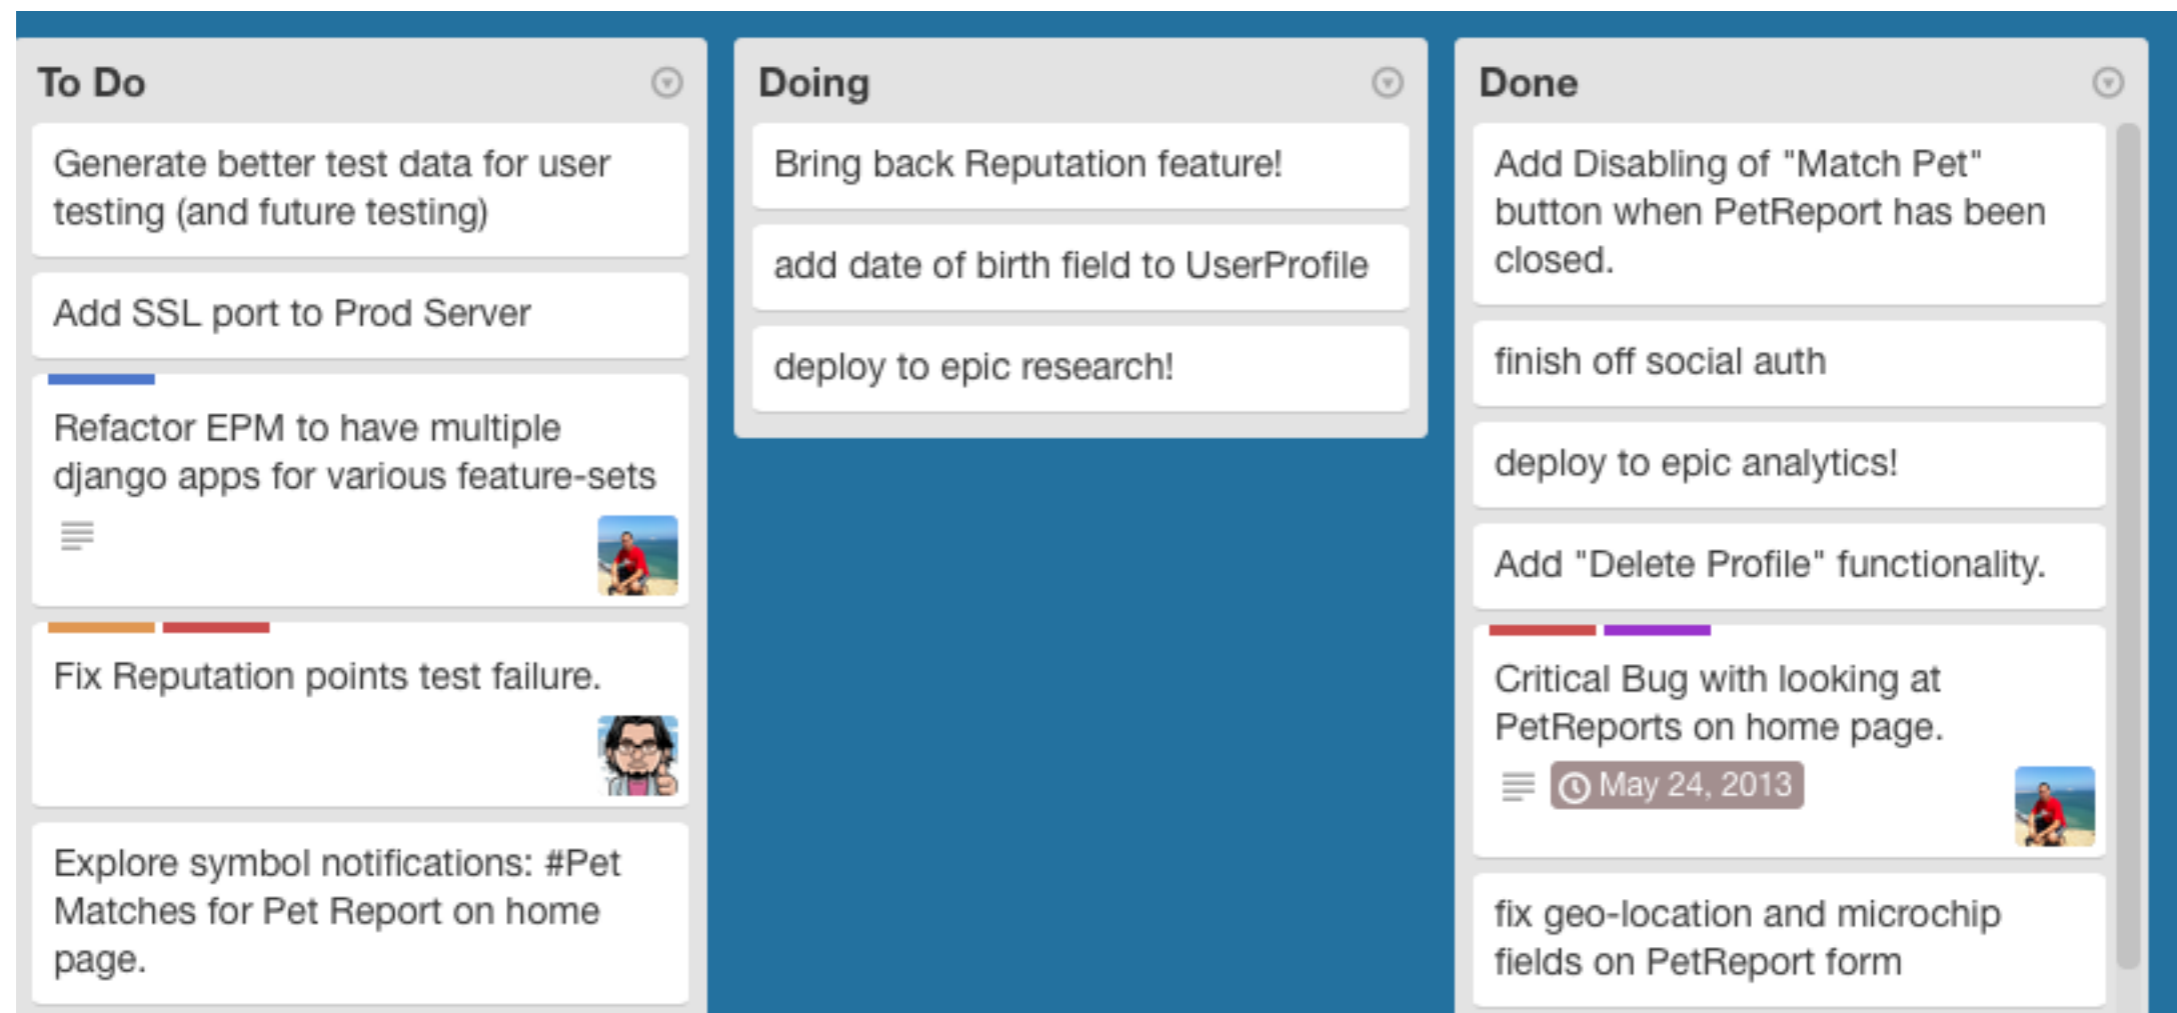 To Do
Generate better test data for user
testing (and future testing)
Add SSL port to Prod Server
Refactor EPM to have multiple
django apps for various feature-sets
Fix Reputation points test failure.
Explore symbol notifications: #Pet
Matches for Pet Report on home
page.
Doing
Bring back Reputation feature!
add date of birth field to UserProfile
deploy to epic research!
Done
Add Disabling of "Match Pet"
button when PetReport has been
closed.
finish off social auth
deploy to epic analytics!
Add "Delete Profile" functionality.
Critical Bug with looking at
PetReports on home page.
May 24, 2013
fix geo-location and microchip
fields on PetReport form